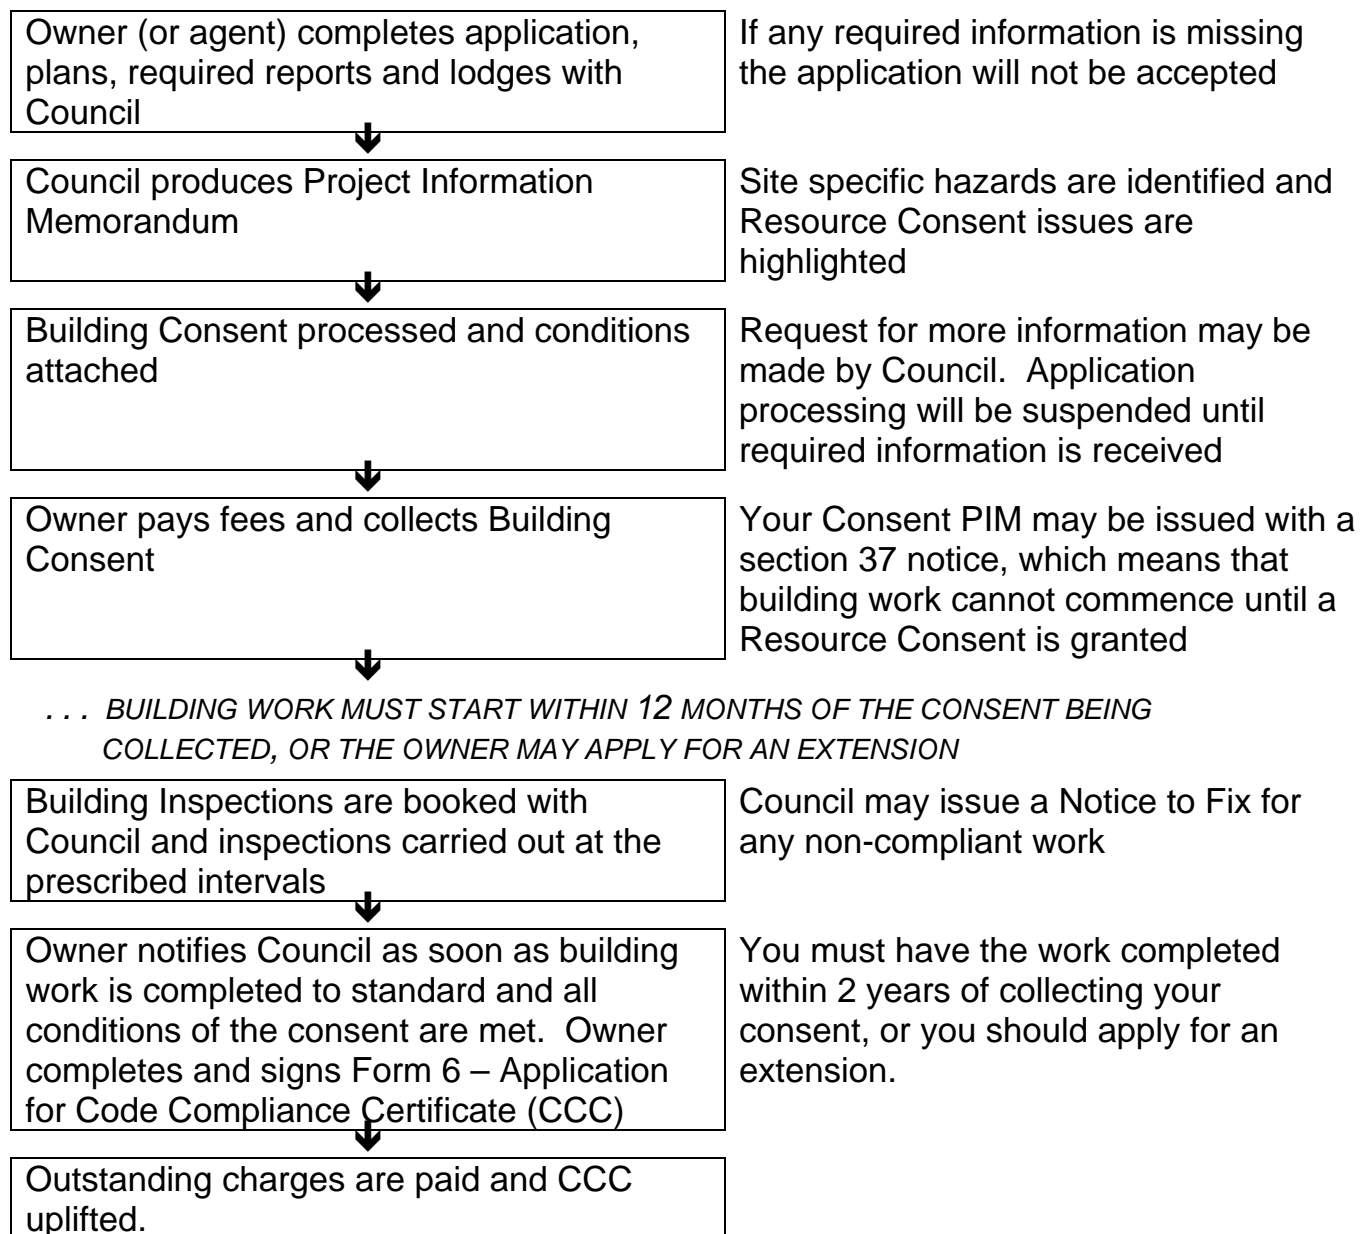 Owner (or agent) completes application,
plans, required reports and lodges with
Council
If any required information is missing
the application will not be accepted
Council produces Project Information
Memorandum
Site specific hazards are identified and
Resource Consent issues are
highlighted
Building Consent processed and conditions
attached
Request for more information may be
made by Council.  Application
processing will be suspended until
required information is received
Owner pays fees and collects Building
Consent
Your Consent PIM may be issued with a
section 37 notice, which means that
building work cannot commence until a
Resource Consent is granted
. . . BUILDING WORK MUST START WITHIN 12 MONTHS OF THE CONSENT BEING
COLLECTED, OR THE OWNER MAY APPLY FOR AN EXTENSION
Building Inspections are booked with
Council and inspections carried out at the
prescribed intervals
Council may issue a Notice to Fix for
any non-compliant work
Owner notifies Council as soon as building
work is completed to standard and all
conditions of the consent are met.  Owner
completes and signs Form 6 – Application
for Code Compliance Certificate (CCC)
You must have the work completed
within 2 years of collecting your
consent, or you should apply for an
extension.
Outstanding charges are paid and CCC
uplifted.